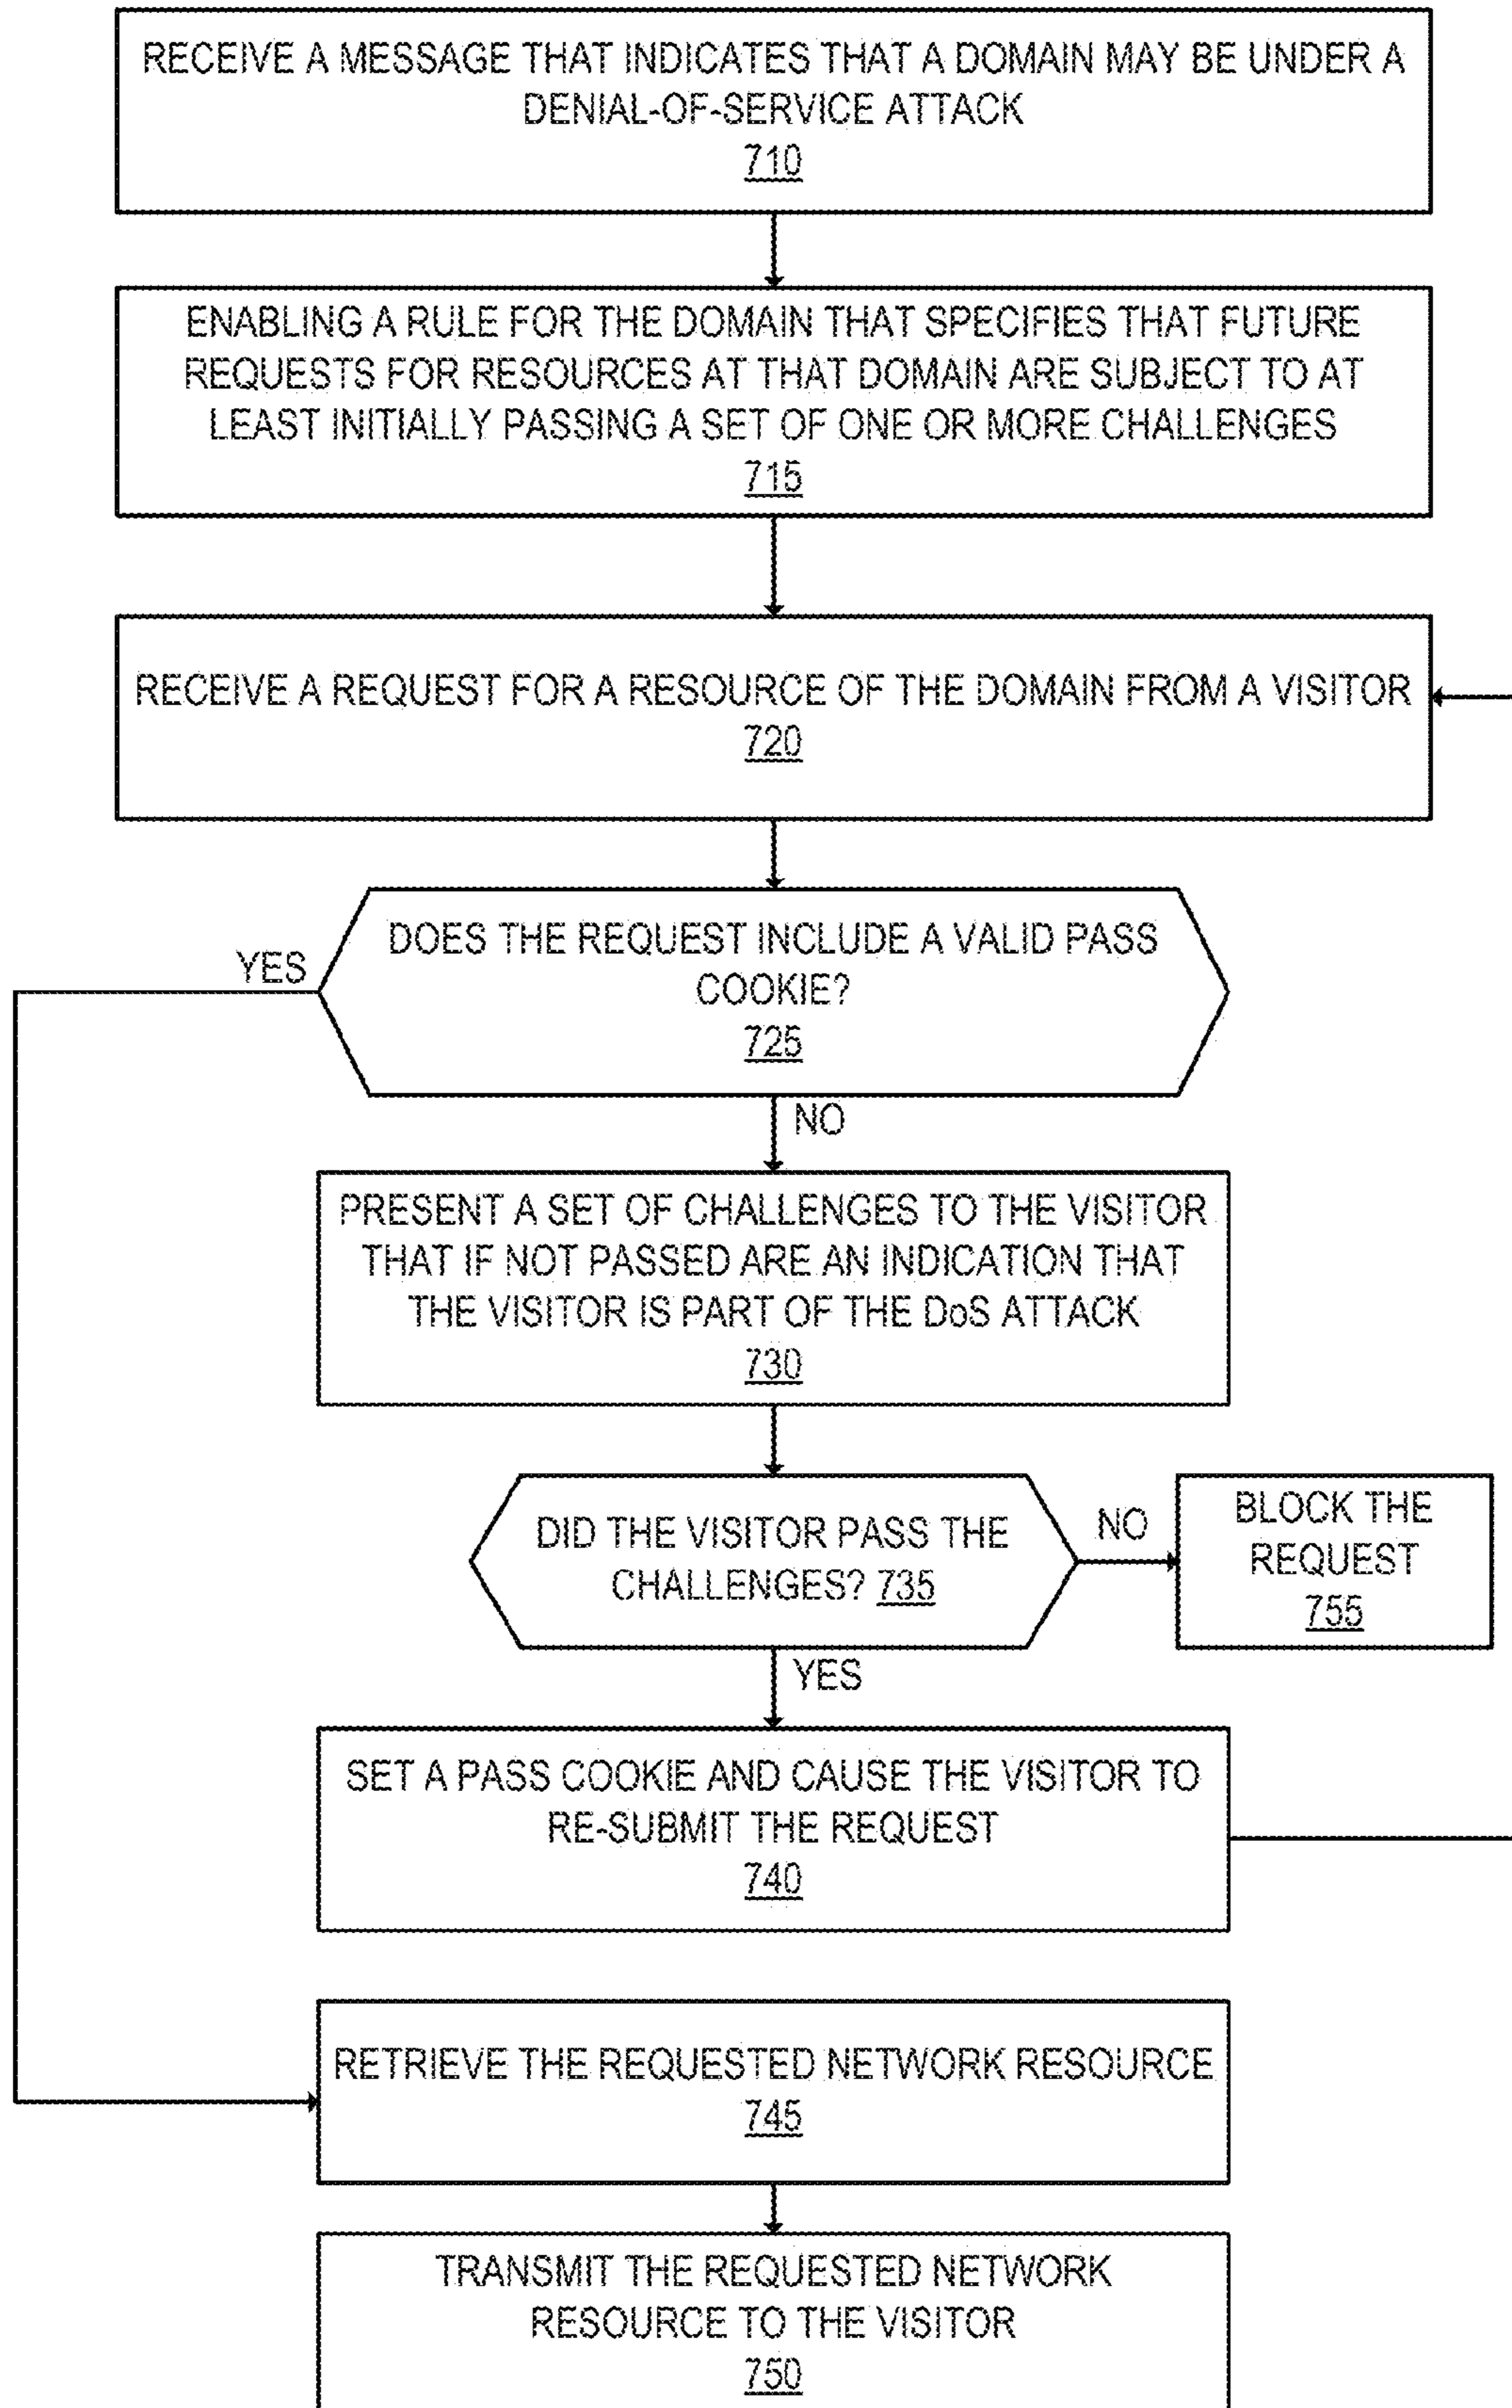 RECEIVE A MESSAGE THAT INDICATES THAT A DOMAIN MAY BE UNDER A
DENIAL-OF-SERVICE ATTACK
710
ENABLING A RULE FOR THE DOMAIN THAT SPECIFIES THAT FUTURE
REQUESTS FOR RESOURCES AT THAT DOMAIN ARE SUBJECT TO AT
LEAST INITIALLY PASSING A SET OF ONE OR MORE CHALLENGES
715
RECEIVE A REQUEST FOR A RESOURCE OF THE DOMAIN FROM A VISITOR
720
YES
DOES THE REQUEST INCLUDE A VALID PASS
COOKIE?
725
NO
PRESENT A SET OF CHALLENGES TO THE VISITOR
THAT IF NOT PASSED ARE AN INDICATION THAT
THE VISITOR IS PART OF THE DoS ATTACK
730
DID THE VISITOR PASS THE
CHALLENGES? 735
NO
BLOCK THE
REQUEST
755
YES
SET A PASS COOKIE AND CAUSE THE VISITOR TO
RE-SUBMIT THE REQUEST
740
RETRIEVE THE REQUESTED NETWORK RESOURCE
745
TRANSMIT THE REQUESTED NETWORK
RESOURCE TO THE VISITOR
750